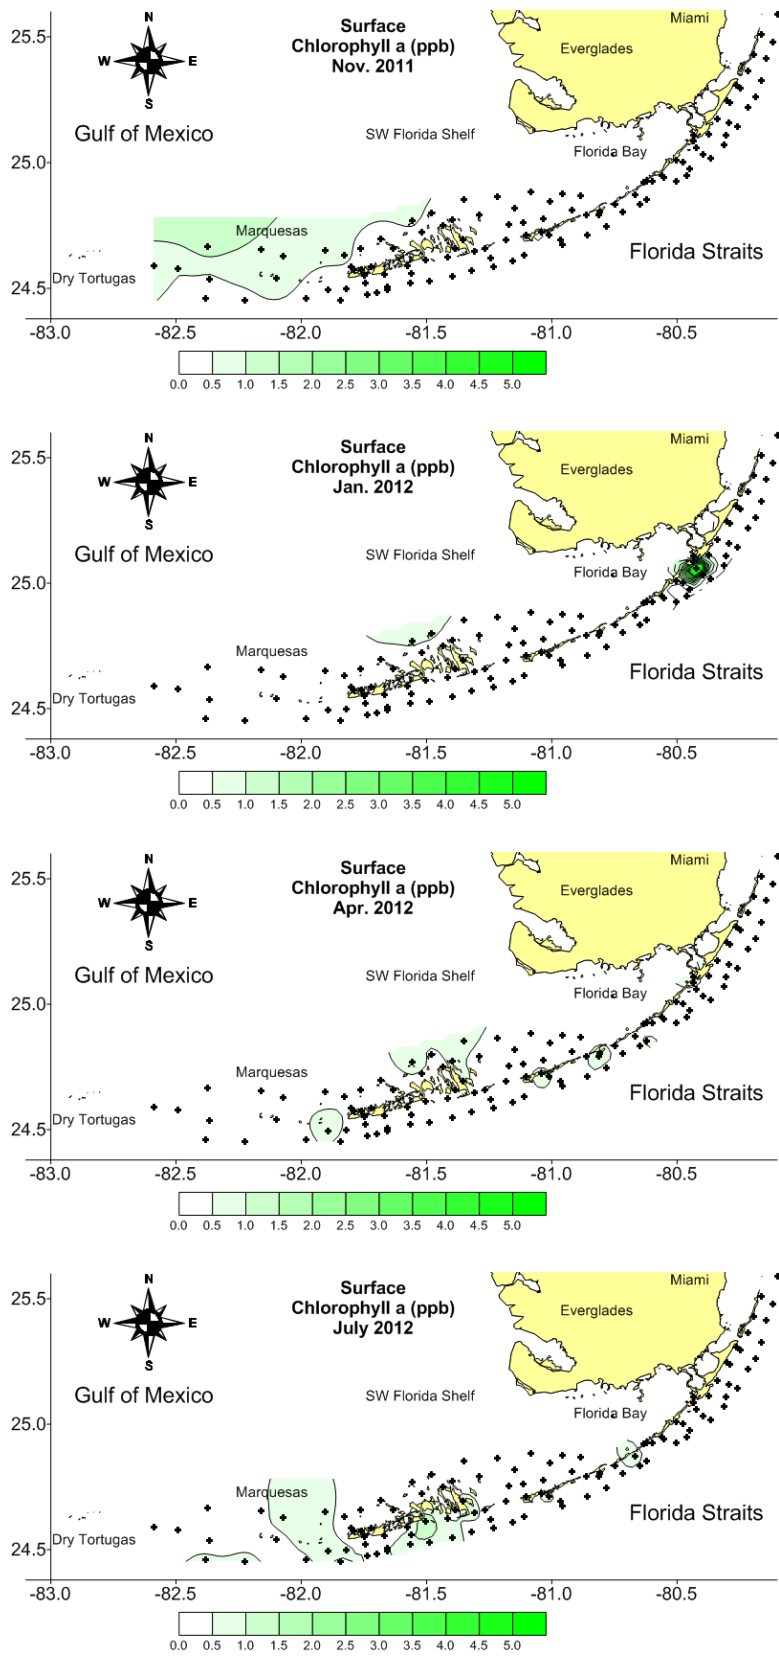 Surface
Chlorophyll a (ppb)
Nov. 2011
Miami
Everglades
N
W E
S
25.5
Gulf of Mexico
SW Florida Shelf
Florida Bay
25.0
Marquesas
Florida Straits
Dry Tortugas
24.5
-83.0 -82.5 -82.0 -81.5 -81.0 -80.5
0.0 0.5 1.0 1.5 2.0 2.5 3.0 3.5 4.0 4.5 5.0
Surface
Chlorophyll a (ppb)
Jan. 2012
Miami
Everglades
N
W E
S
25.5
Gulf of Mexico
SW Florida Shelf
Florida Bay
25.0
Marquesas
Florida Straits
Dry Tortugas
24.5
-83.0 -82.5 -82.0 -81.5 -81.0 -80.5
0.0 0.5 1.0 1.5 2.0 2.5 3.0 3.5 4.0 4.5 5.0
Surface
Chlorophyll a (ppb)
Apr. 2012
Miami
Everglades
N
W E
S
25.5
Gulf of Mexico
SW Florida Shelf
Florida Bay
25.0
Marquesas
Florida Straits
Dry Tortugas
24.5
-83.0 -82.5 -82.0 -81.5 -81.0 -80.5
0.0 0.5 1.0 1.5 2.0 2.5 3.0 3.5 4.0 4.5 5.0
Surface
Chlorophyll a (ppb)
July 2012
Miami
Everglades
N
W E
S
25.5
Gulf of Mexico
SW Florida Shelf
Florida Bay
25.0
Marquesas
Florida Straits
Dry Tortugas
24.5
-83.0 -82.5 -82.0 -81.5 -81.0 -80.5
0.0 0.5 1.0 1.5 2.0 2.5 3.0 3.5 4.0 4.5 5.0